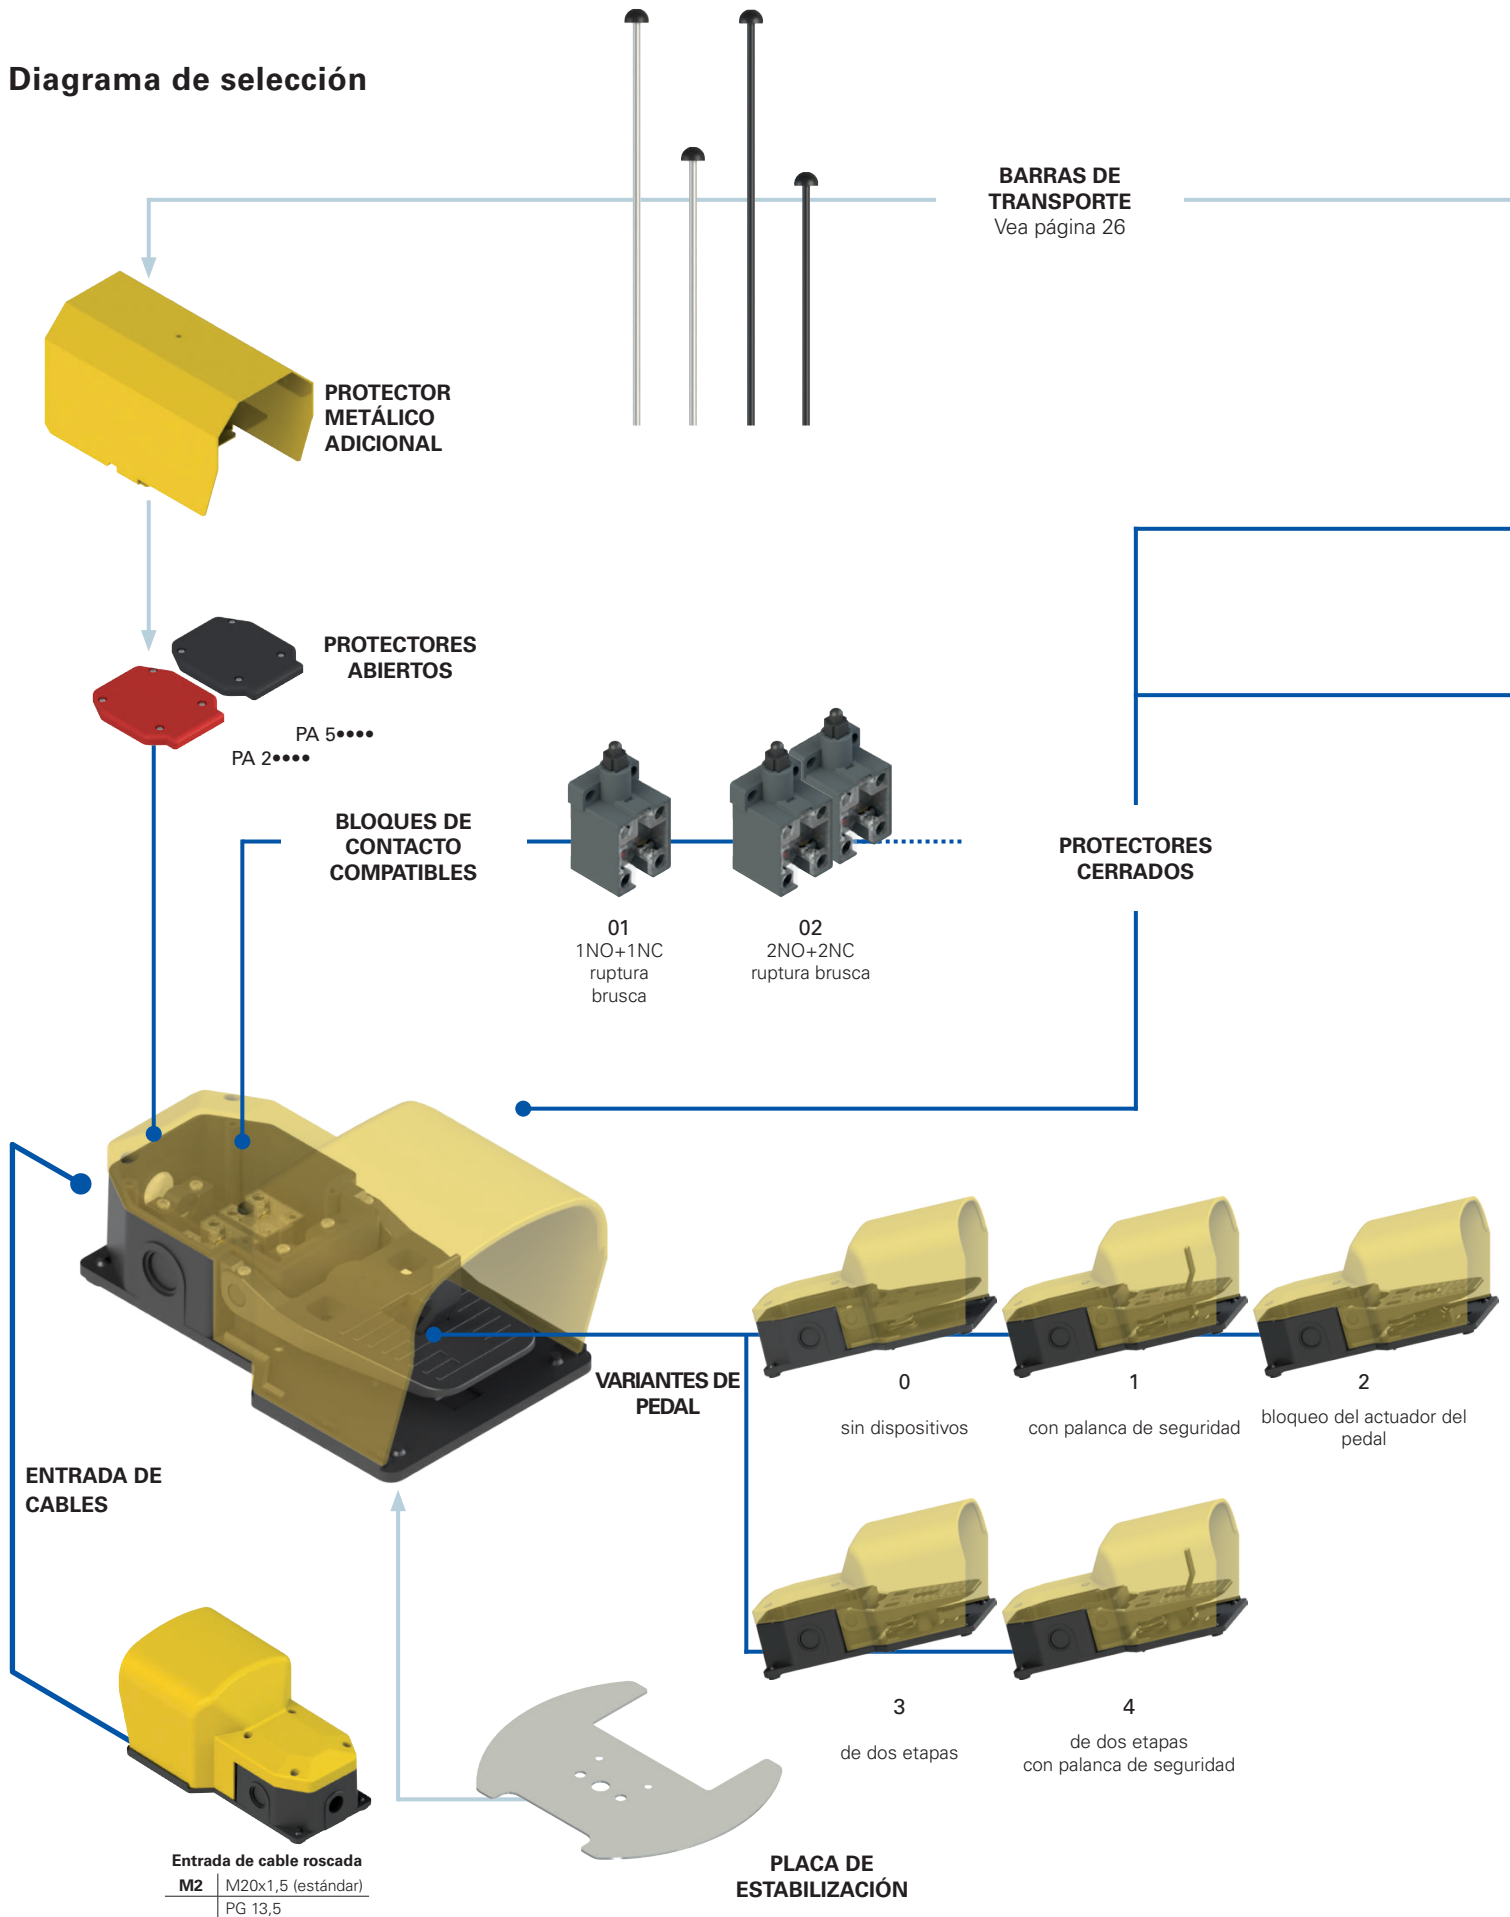 Diagrama de selección
BARRAS DE
TRANSPORTE
Vea página 26
PROTECTOR
METÁLICO
ADICIONAL
PROTECTORES
ABIERTOS
PA 5••••
PA 2••••
BLOQUES DE
CONTACTO
COMPATIBLES
01
1NO+1NC
ruptura
brusca
02
2NO+2NC
ruptura brusca
PROTECTORES
CERRADOS
VARIANTES DE
PEDAL
0
sin dispositivos
1
con palanca de seguridad
2
bloqueo del actuador del
pedal
3
de dos etapas
4
de dos etapas
con palanca de seguridad
ENTRADA DE
CABLES
Entrada de cable roscada
M2 M20x1,5 (estándar)
PG 13,5
PLACA DE
ESTABILIZACIÓN